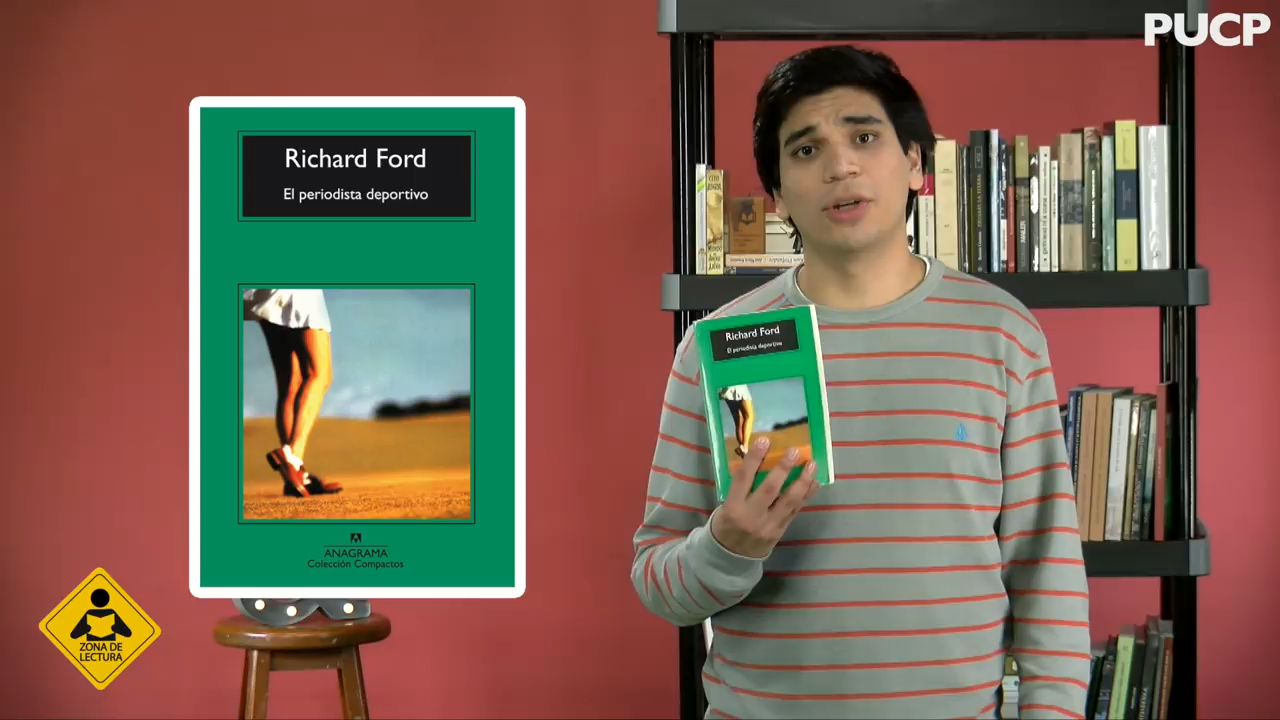 PUCP
Richard Ford
El periodista deportivo
ANAGRAMA
Colección Compactos
Richard Ford
El periodista deportivo
ZONA DE
LECTURA